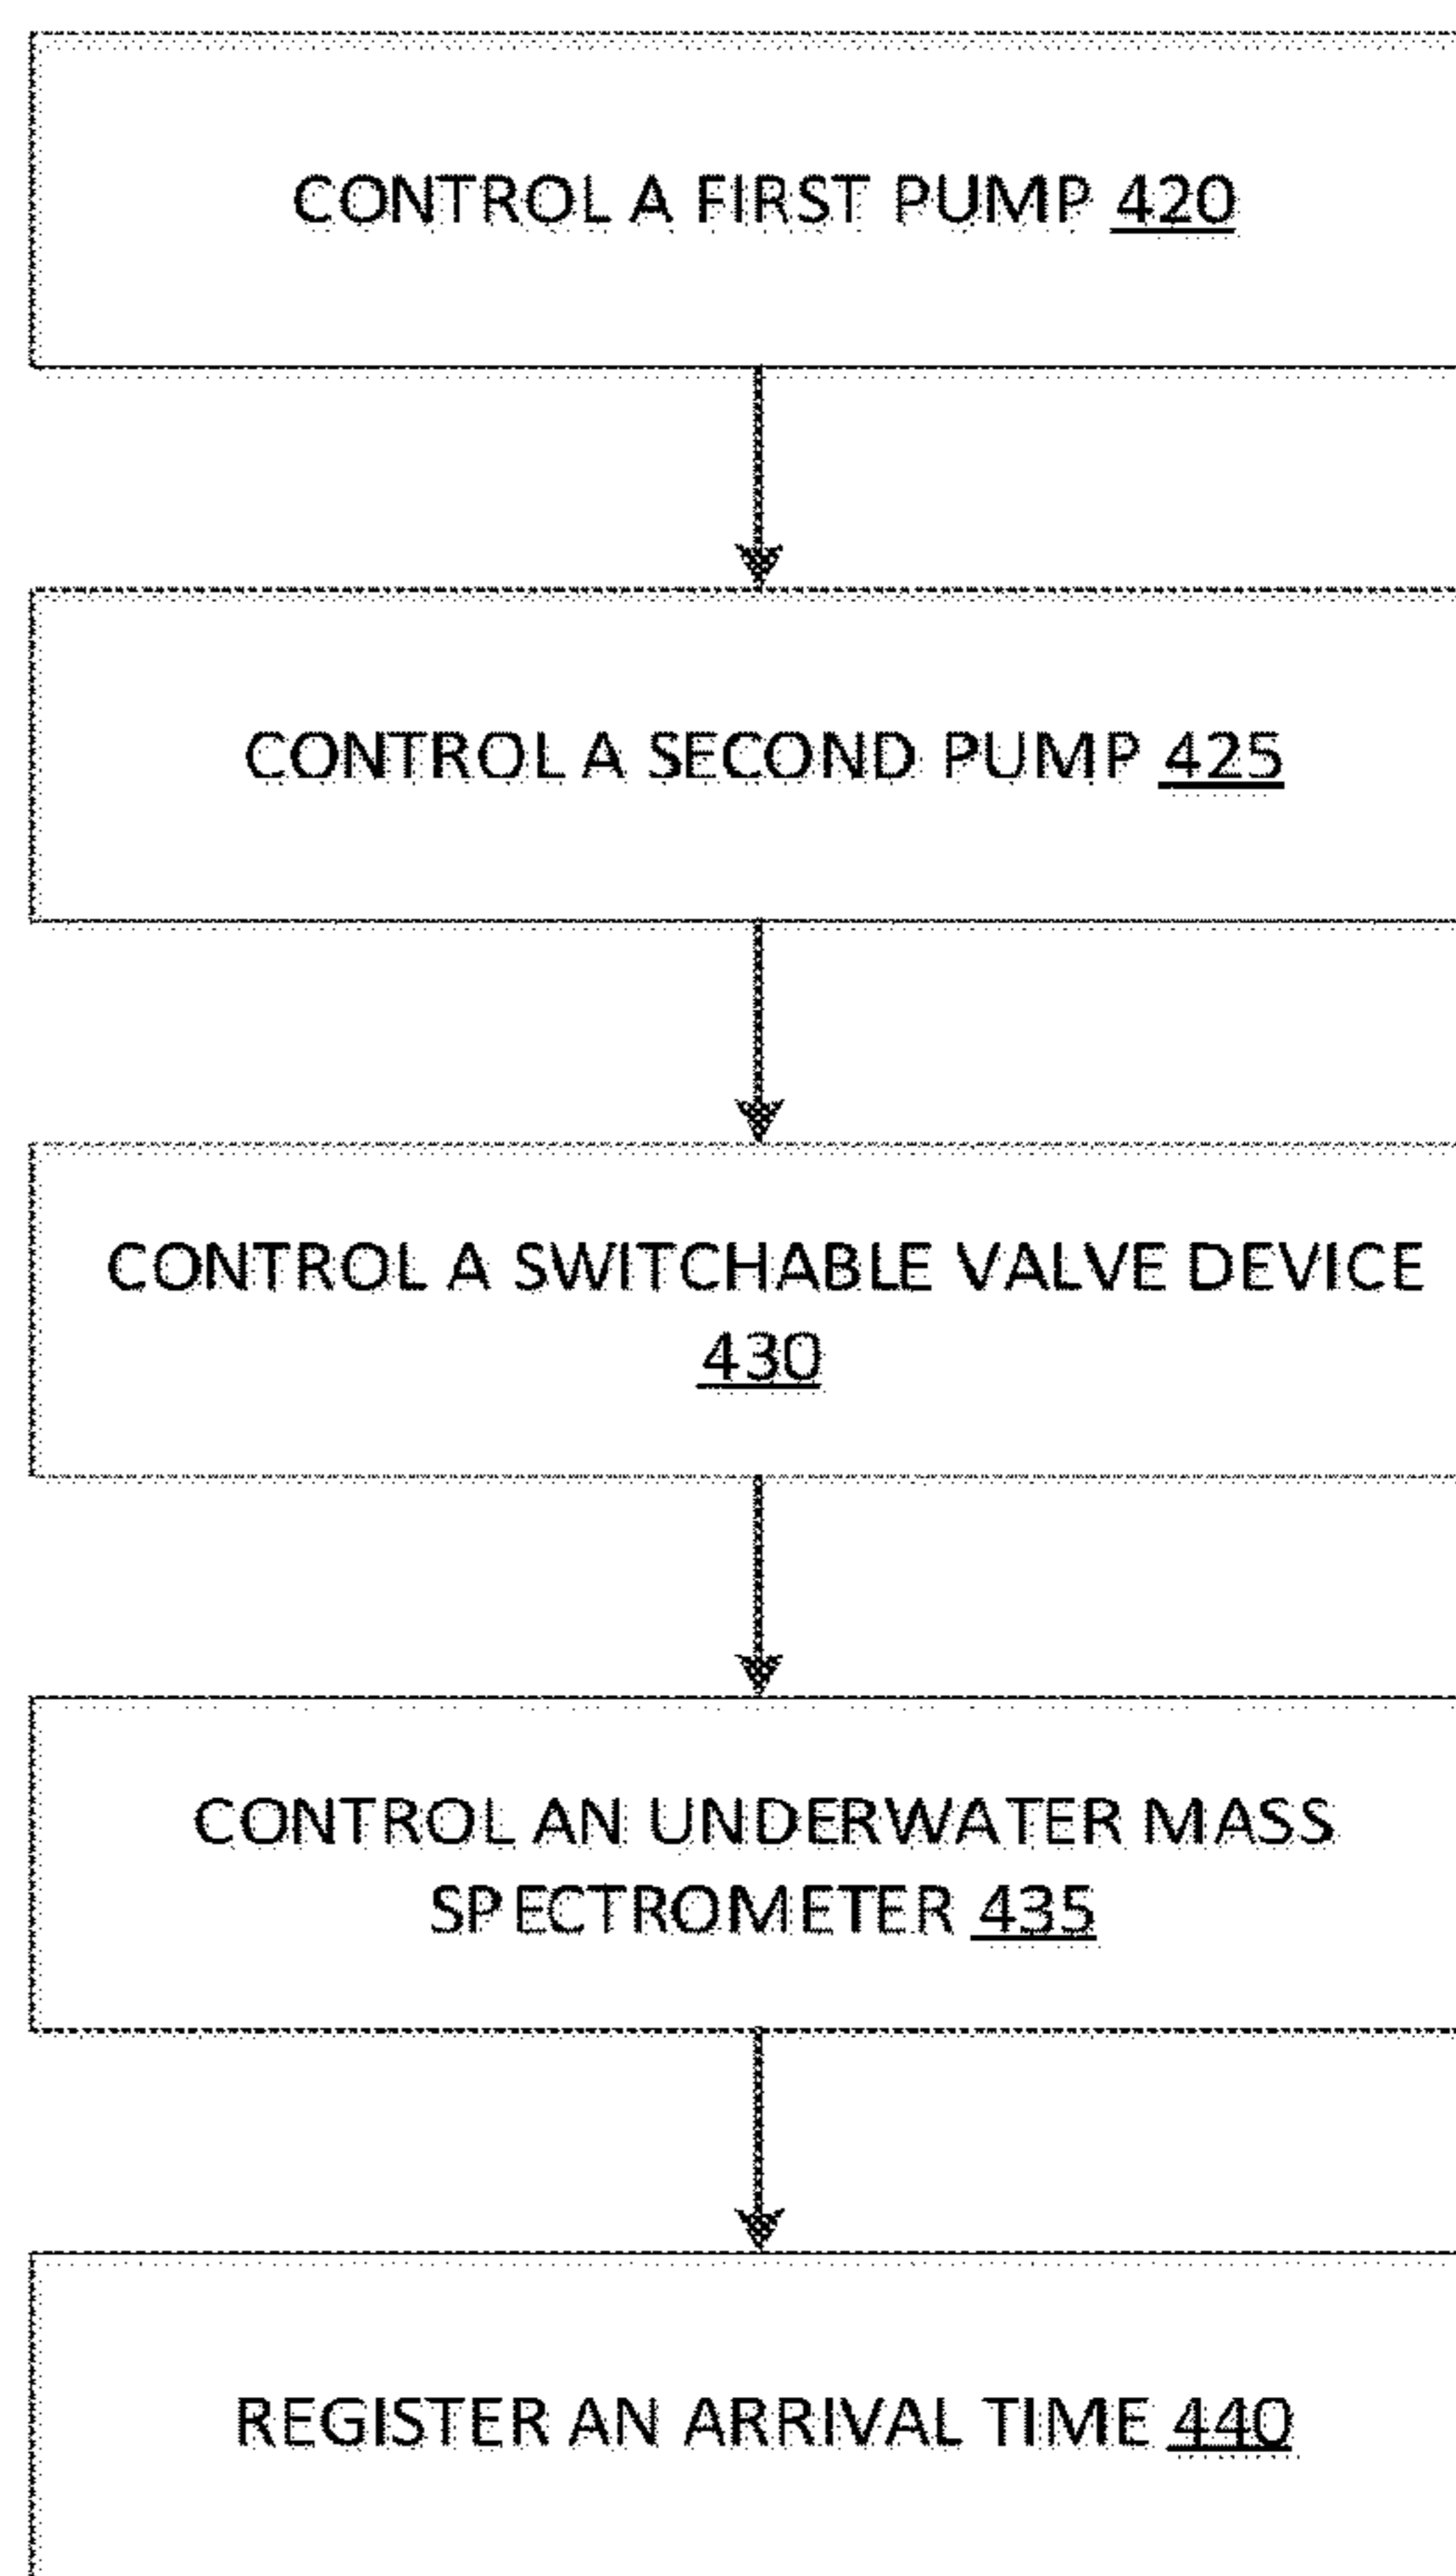 CONTROL A FIRST PUMP 420
CONTROL A SECOND PUMP 425
CONTROL A SWITCHABLE VALVE DEVICE
430
CONTROL AN UNDERWATER MASS
SPECTROMETER 435
REGISTER AN ARRIVAL TIME 440